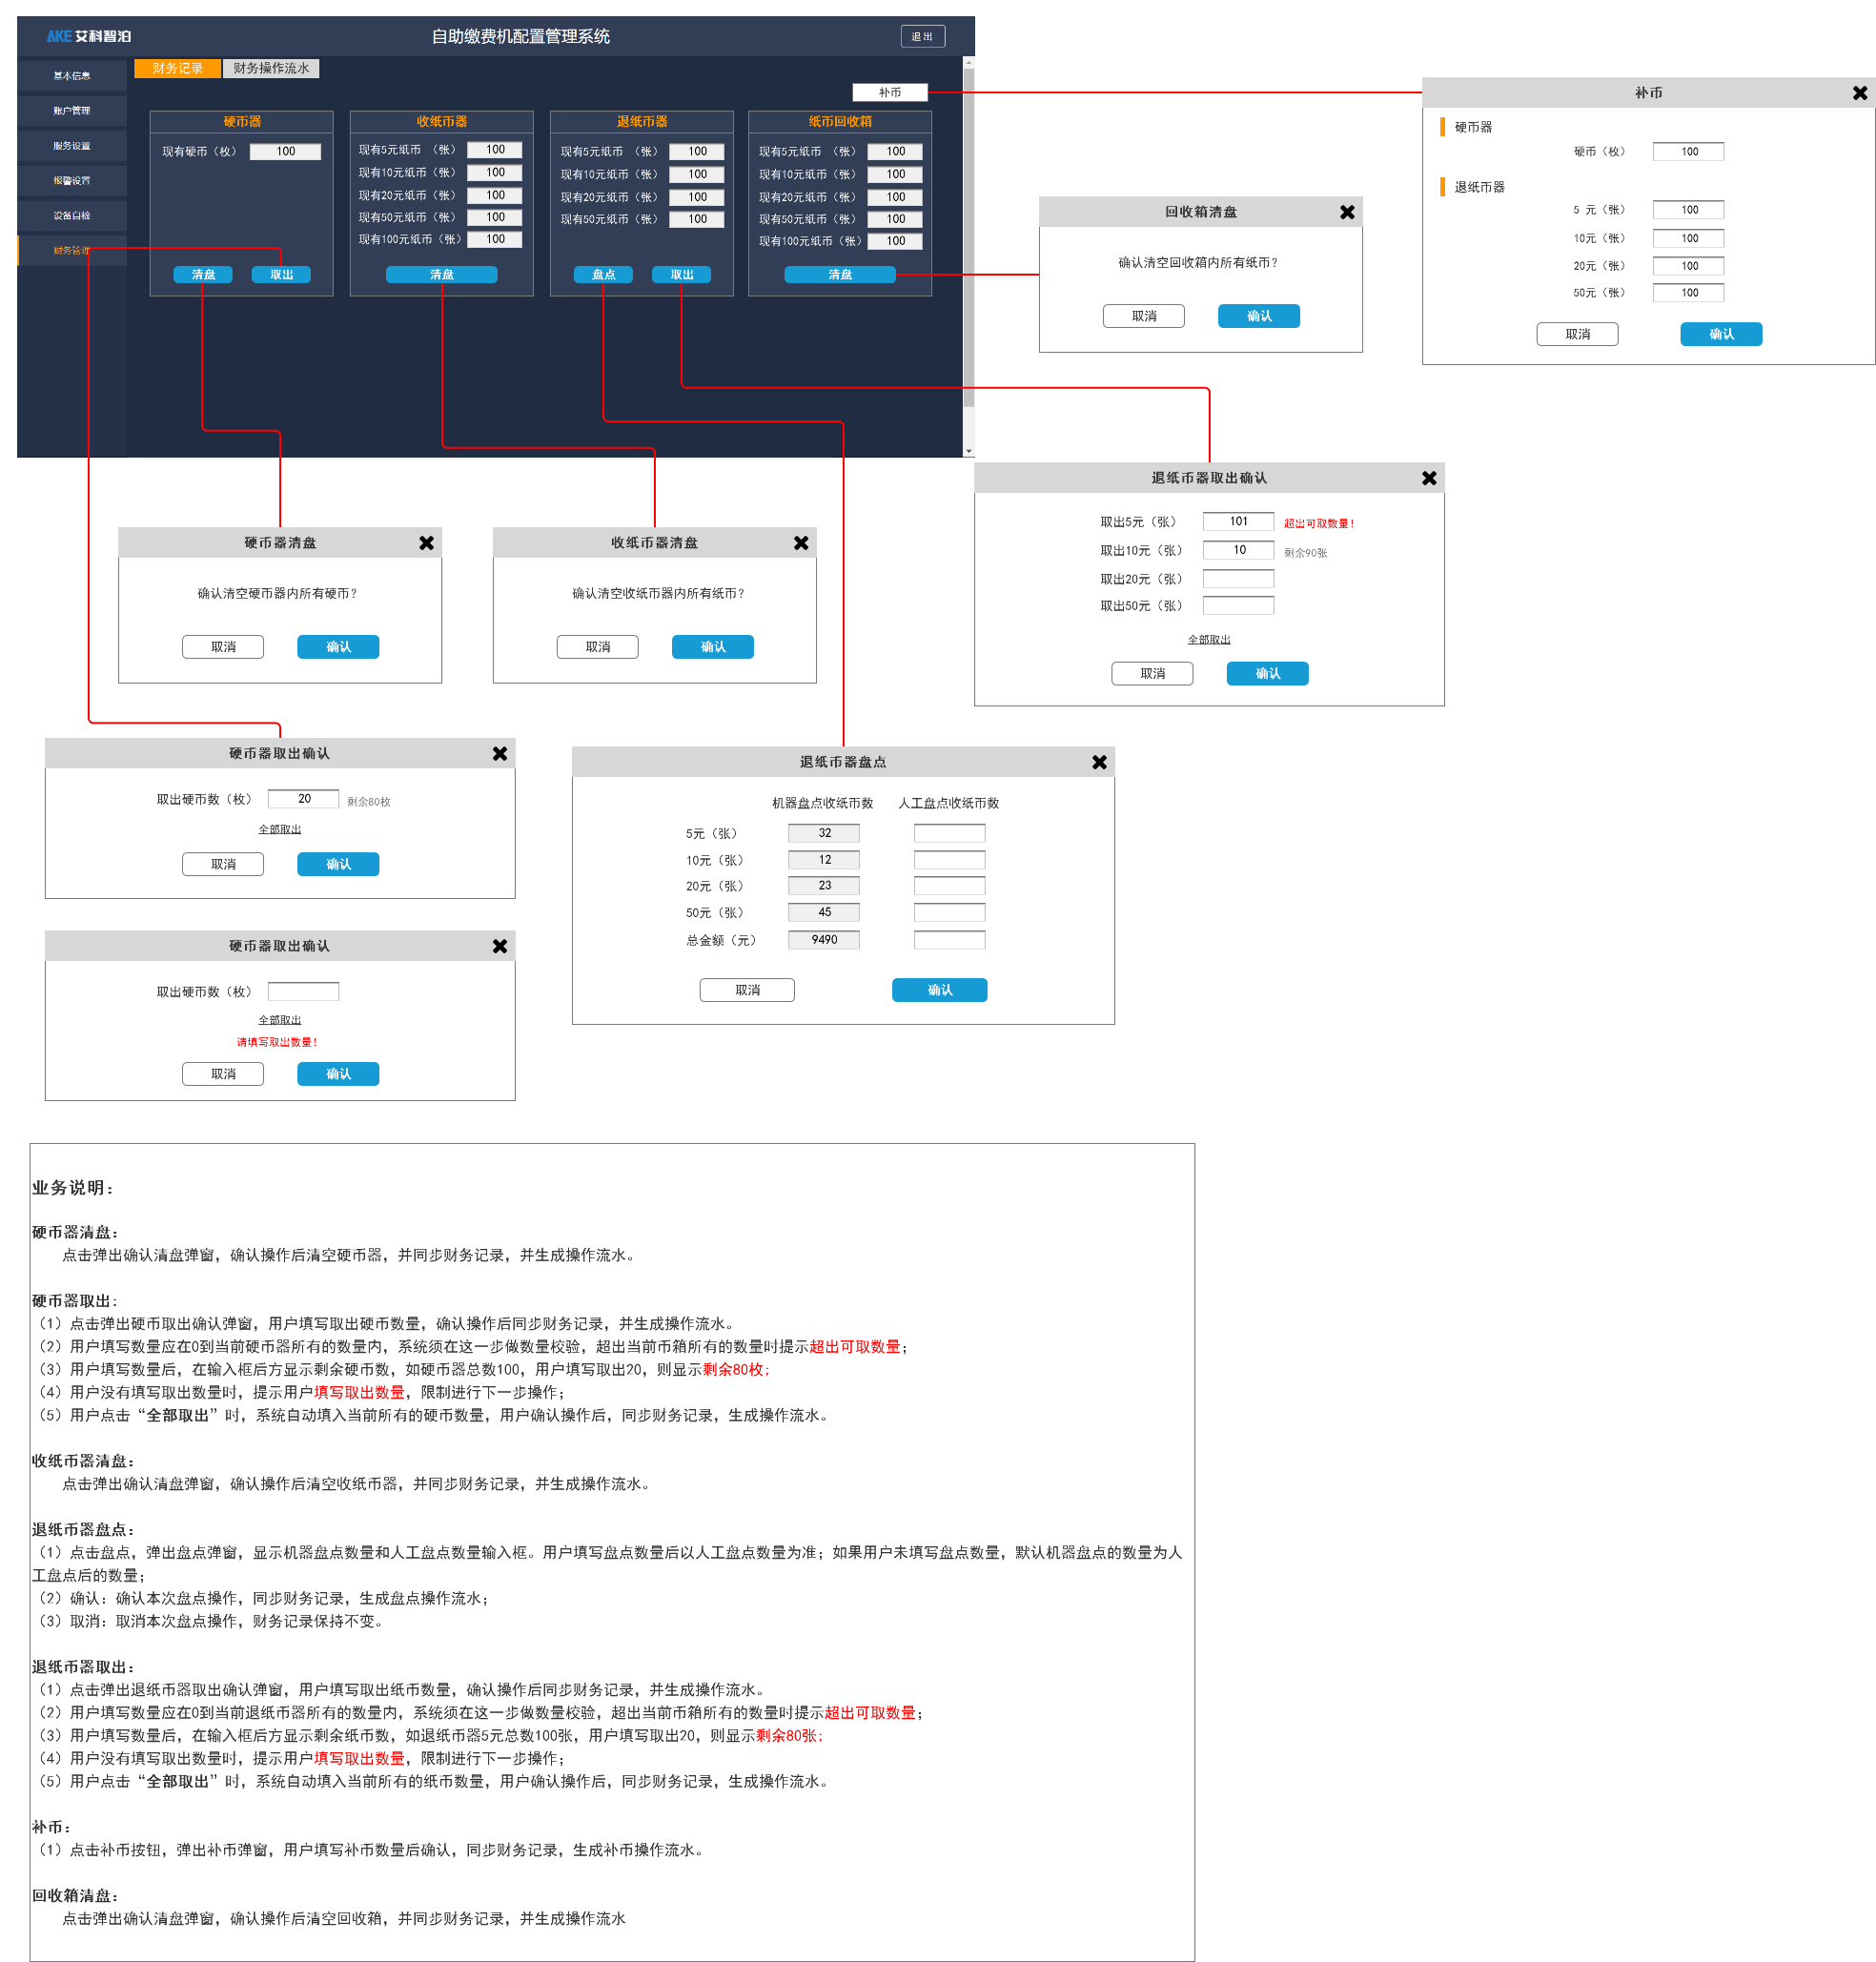 AKE 艾科智泊
自助缴费机配置管理系统
退出
基本信息
账户管理
服务设置
报警设置
设备自检
财务管理
财务记录
财务操作流水
补币
硬币器
现有硬币（枚） 100
清盘
取出
收纸币器
现有5元纸币 （张） 100
现有10元纸币（张） 100
现有20元纸币（张） 100
现有50元纸币（张） 100
现有100元纸币（张） 100
清盘
退纸币器
现有5元纸币 （张） 100
现有10元纸币（张） 100
现有20元纸币（张） 100
现有50元纸币（张） 100
盘点
取出
纸币回收箱
现有5元纸币 （张） 100
现有10元纸币（张） 100
现有20元纸币（张） 100
现有50元纸币（张） 100
现有100元纸币（张） 100
清盘
补币
硬币器
硬币（枚） 100
退纸币器
5 元（张） 100
10元（张） 100
20元（张） 100
50元（张） 100
取消
确认
回收箱清盘
确认清空回收箱内所有纸币？
取消
确认
退纸币器取出确认
取出5元（张） 101 超出可取数量！
取出10元（张） 10 剩余90张
取出20元（张）
取出50元（张）
全部取出
取消
确认
硬币器清盘
确认清空硬币器内所有硬币？
取消
确认
收纸币器清盘
确认清空收纸币器内所有纸币？
取消
确认
硬币器取出确认
取出硬币数（枚） 20 剩余80枚
全部取出
取消
确认
退纸币器盘点
机器盘点收纸币数 人工盘点收纸币数
5元（张） 32
10元（张） 12
20元（张） 23
50元（张） 45
总金额（元） 9490
取消
确认
硬币器取出确认
取出硬币数（枚）
全部取出
请填写取出数量！
取消
确认
业务说明：
硬币器清盘：
点击弹出确认清盘弹窗，确认操作后清空硬币器，并同步财务记录，并生成操作流水。
硬币器取出：
（1）点击弹出硬币取出确认弹窗，用户填写取出硬币数量，确认操作后同步财务记录，并生成操作流水。
（2）用户填写数量应在0到当前硬币器所有的数量内，系统须在这一步做数量校验，超出当前币箱所有的数量时提示超出可取数量；
（3）用户填写数量后，在输入框后方显示剩余硬币数，如硬币器总数100，用户填写取出20，则显示剩余80枚；
（4）用户没有填写取出数量时，提示用户填写取出数量，限制进行下一步操作；
（5）用户点击“全部取出”时，系统自动填入当前所有的硬币数量，用户确认操作后，同步财务记录，生成操作流水。
收纸币器清盘：
点击弹出确认清盘弹窗，确认操作后清空收纸币器，并同步财务记录，并生成操作流水。
退纸币器盘点：
（1）点击盘点，弹出盘点弹窗，显示机器盘点数量和人工盘点数量输入框。用户填写盘点数量后以人工盘点数量为准；如果用户未填写盘点数量，默认机器盘点的数量为人
工盘点后的数量；
（2）确认：确认本次盘点操作，同步财务记录，生成盘点操作流水；
（3）取消：取消本次盘点操作，财务记录保持不变。
退纸币器取出：
（1）点击弹出退纸币器取出确认弹窗，用户填写取出纸币数量，确认操作后同步财务记录，并生成操作流水。
（2）用户填写数量应在0到当前退纸币器所有的数量内，系统须在这一步做数量校验，超出当前币箱所有的数量时提示超出可取数量；
（3）用户填写数量后，在输入框后方显示剩余纸币数，如退纸币器5元总数100张，用户填写取出20，则显示剩余80张；
（4）用户没有填写取出数量时，提示用户填写取出数量，限制进行下一步操作；
（5）用户点击“全部取出”时，系统自动填入当前所有的纸币数量，用户确认操作后，同步财务记录，生成操作流水。
补币：
（1）点击补币按钮，弹出补币弹窗，用户填写补币数量后确认，同步财务记录，生成补币操作流水。
回收箱清盘：
点击弹出确认清盘弹窗，确认操作后清空回收箱，并同步财务记录，并生成操作流水